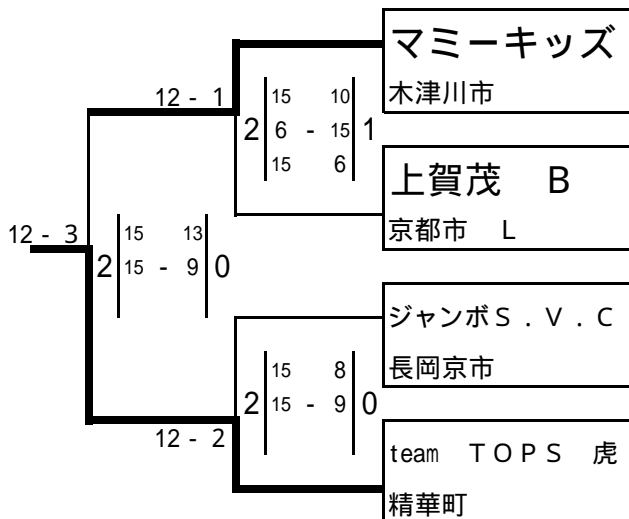 マミーキッズ
木津川市
12 - 1
15 10
2 6 - 15 1
15 6
上賀茂 B
京都市 L
12 - 3
15 13
2 15 - 9 0
ジャンボS.V.C
長岡京市
15 8
2 15 - 9 0
12 - 2
team TOPS 虎
精華町